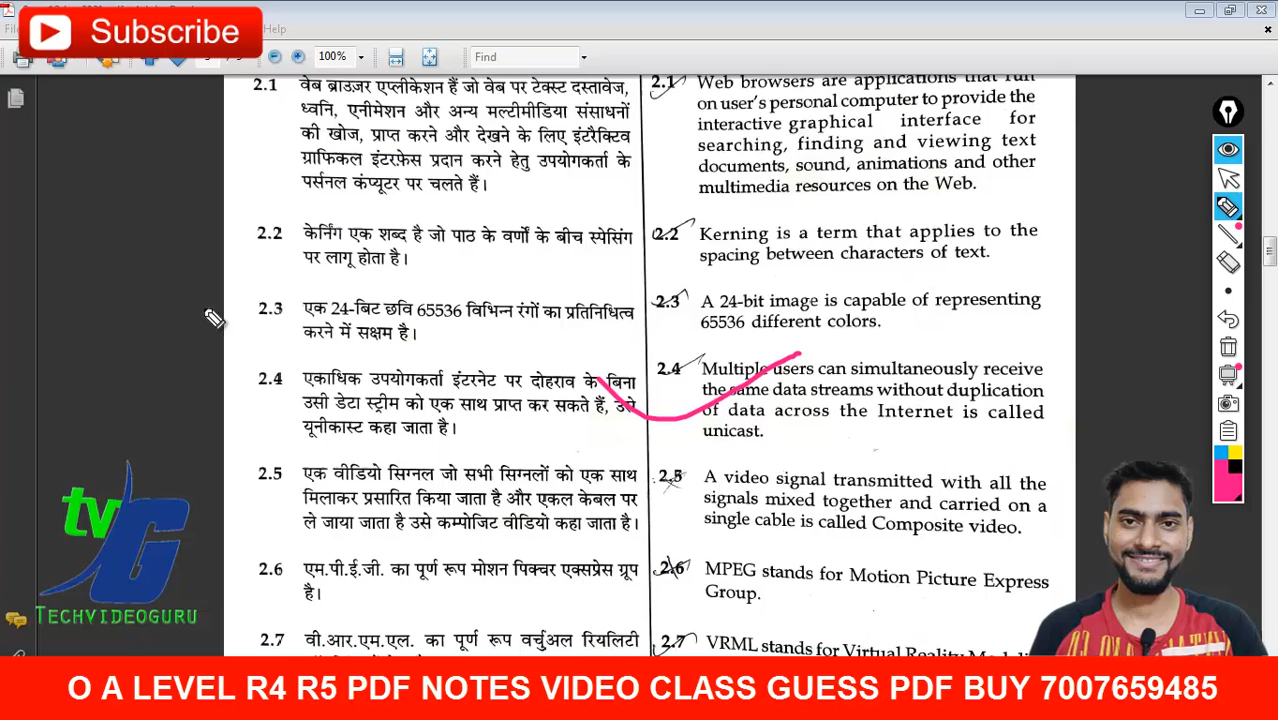 Subscribe
Help
100%
Find
2.1 वेब ब्राउज़र एप्लीकेशन हैं जो वेब पर टेक्स्ट दस्तावेज,
ध्वनि, एनीमेशन और अन्य मल्टीमीडिया संसाधनों
की खोज, प्राप्त करने और देखने के लिए इंटरैक्टिव
ग्राफिकल इंटरफ़ेस प्रदान करने हेतु उपयोगकर्ता के
पर्सनल कंप्यूटर पर चलते हैं।
2.2 केर्निंग एक शब्द है जो पाठ के वर्णों के बीच स्पेसिंग
पर लागू होता है।
2.3 एक 24-बिट छवि 65536 विभिन्न रंगों का प्रतिनिधित्व
करने में सक्षम है।
2.4 एकाधिक उपयोगकर्ता इंटरनेट पर दोहराव के बिना
उसी डेटा स्ट्रीम को एक साथ प्राप्त कर सकते हैं, उसे
यूनीकास्ट कहा जाता है।
2.5 एक वीडियो सिग्नल जो सभी सिग्नलों को एक साथ
मिलाकर प्रसारित किया जाता है और एकल केबल पर
ले जाया जाता है उसे कम्पोजिट वीडियो कहा जाता है।
2.6 एम.पी.ई.जी. का पूर्ण रूप मोशन पिक्चर एक्सप्रेस ग्रूप
है।
2.7 वी.आर.एम.एल. का पूर्ण रूप वर्चुअल रियलिटी
2.1 Web browsers are applications that run
on user's personal computer to provide the
interactive graphical interface for
searching, finding and viewing text
documents, sound, animations and other
multimedia resources on the Web.
2.2 Kerning is a term that applies to the
spacing between characters of text.
2.3 A 24-bit image is capable of representing
65536 different colors.
2.4 Multiple users can simultaneously receive
the same data streams without duplication
of data across the Internet is called
unicast.
2.5 A video signal transmitted with all the
signals mixed together and carried on a
single cable is called Composite video.
2.6 MPEG stands for Motion Picture Express
Group.
2.7 VRML stands for Virtual Reality
tv G
TECHVIDEOGURU
O A LEVEL R4 R5 PDF NOTES VIDEO CLASS GUESS PDF BUY 7007659485